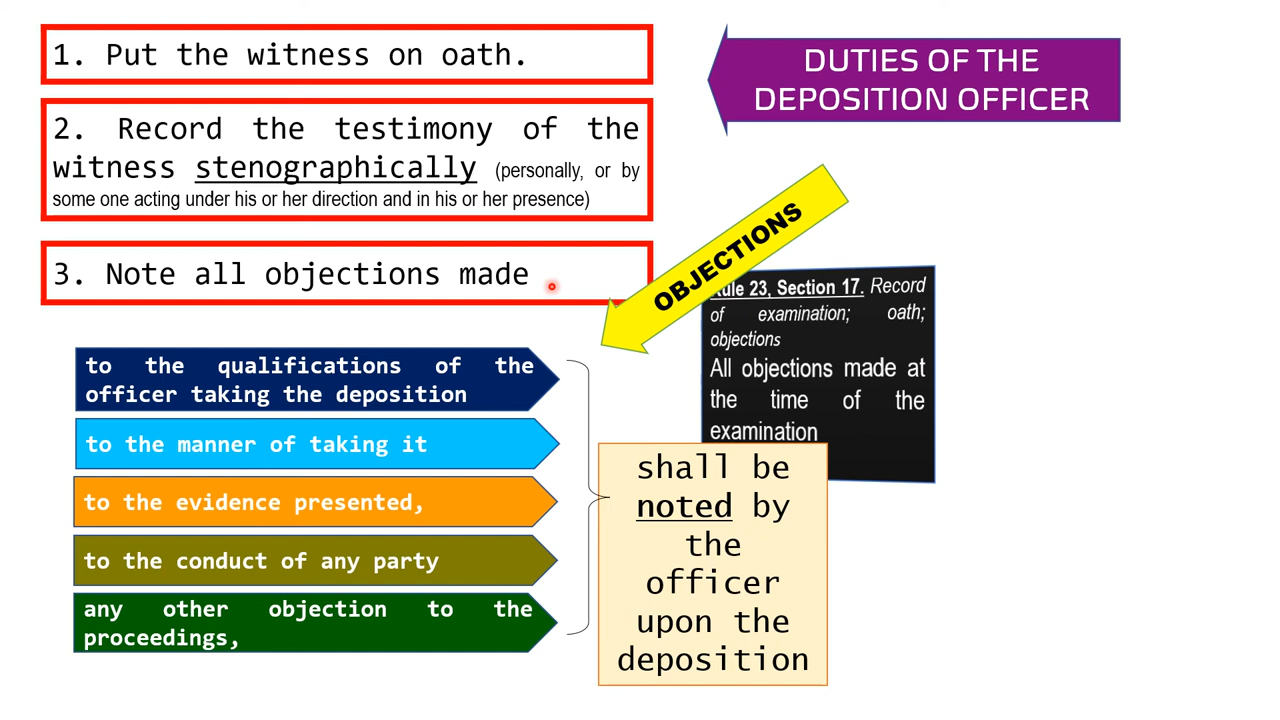 1. Put the witness on oath.
DUTIES OF THE
DEPOSITION OFFICER
2. Record the testimony of the
witness stenographically (personally, or by
some one acting under his or her direction and in his or her presence)
3. Note all objections made
OBJECTIONS
Rule 23, Section 17. Record
of examination; oath;
objections
All objections made at
the time of the
examination
to the qualifications of the
officer taking the deposition
to the manner of taking it
to the evidence presented,
to the conduct of any party
any other objection to the
proceedings,
shall be
noted by
the
officer
upon the
deposition